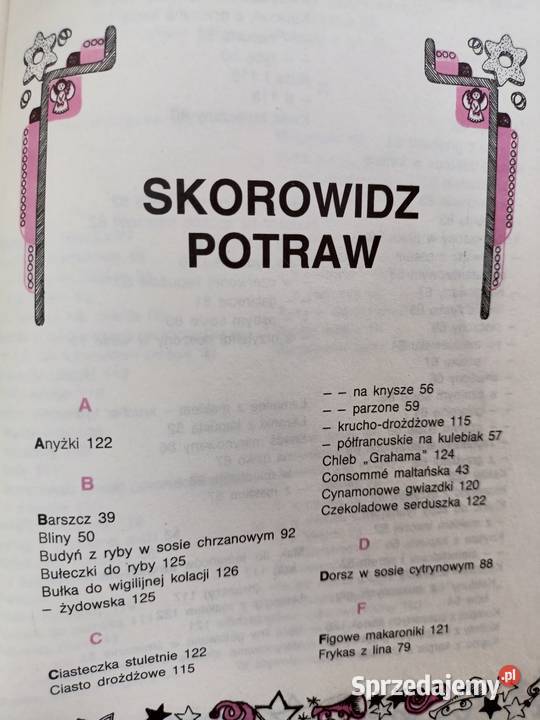 SKOROWIDZ
POTRAW
A
Anyżki 122
B
Barszcz 39
Bliny 50
Budyń z ryby w sosie chrzanowym 92
Bułeczki do ryby 125
Bułka do wigilijnej kolacji 126
– żydowska 125
C
Ciasteczka stuletnie 122
Ciasto drożdżowe 115
– – na knysze 56
– – parzone 59
– krucho-drożdżowe 115
– półfrancuskie na kulebiak 57
Chleb „Grahama" 124
Consommé maltańska 43
Cynamonowe gwiazdki 120
Czekoladowe serduszka 122
D
Dorsz w sosie cytrynowym 88
F
Figowe makaroniki 121
Frykas z lina 79
Sprzedajemy.pl